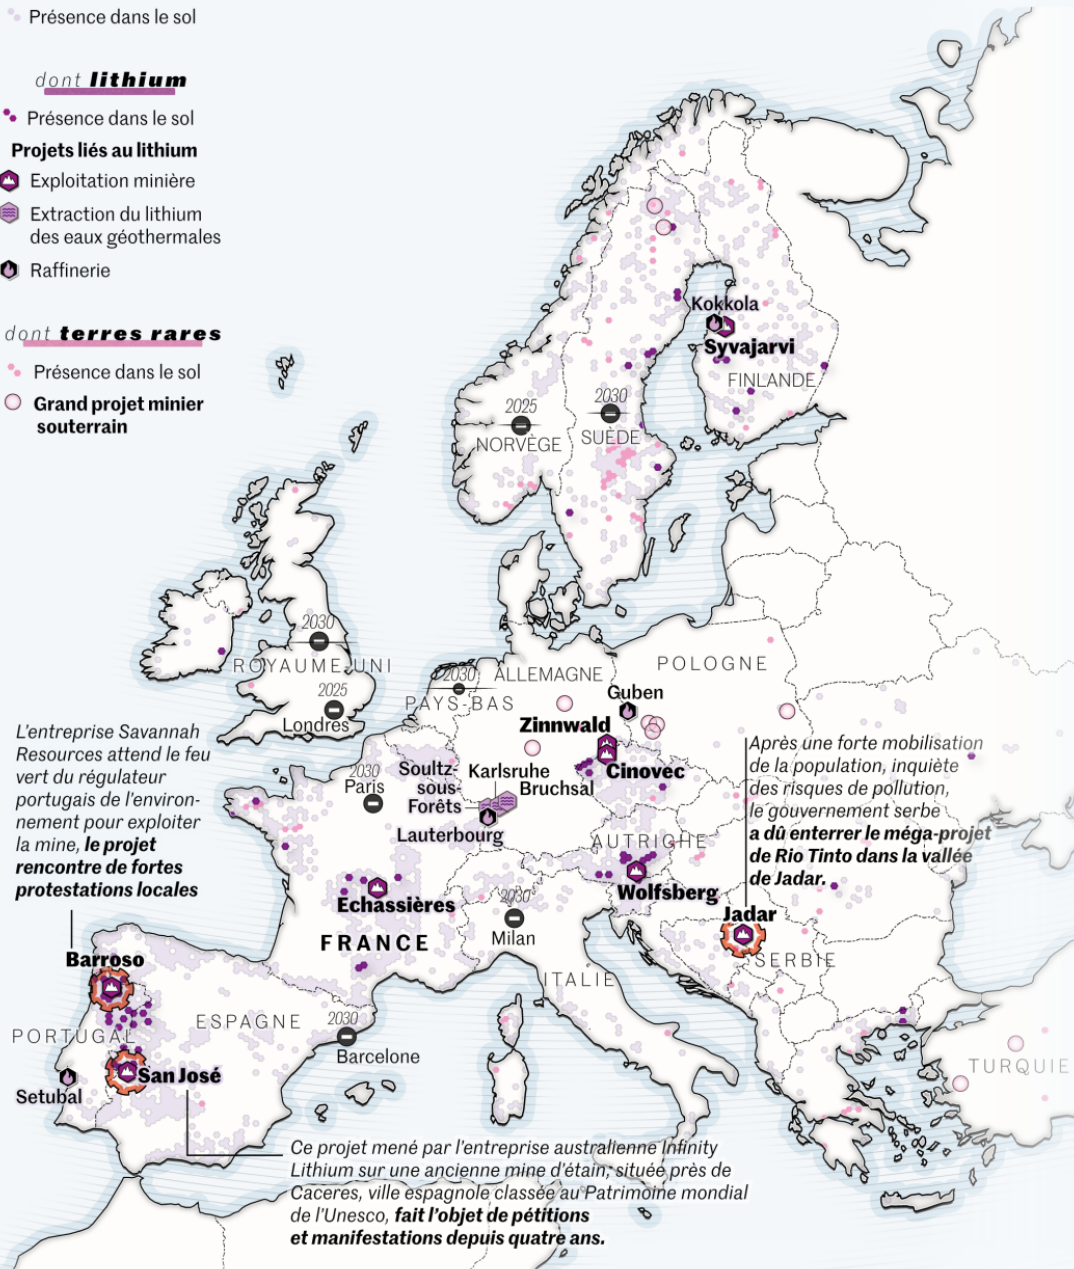 Présence dans le sol
dont lithium
Présence dans le sol
Projets liés au lithium
Exploitation minière
Extraction du lithium
des eaux géothermales
Raffinerie
dont terres rares
Présence dans le sol
Grand projet minier
souterrain
Kokkola
Syvajarvi
FINLANDE
2025
NORVÈGE
2030
SUÈDE
2030
ROYAUME-UNI
2025
Londres
2030
PAYS-BAS
ALLEMAGNE
POLOGNE
Guben
Zinnwald
Cinovec
L'entreprise Savannah
Resources attend le feu
vert du régulateur
portugais de l'environ-
nement pour exploiter
la mine, le projet
rencontre de fortes
protestations locales
2030
Paris
Soultz-
sous-
Forêts
Karlsruhe
Bruchsal
Lauterbourg
Après une forte mobilisation
de la population, inquiète
des risques de pollution,
le gouvernement serbe
a dû enterrer le méga-projet
de Rio Tinto dans la vallée
de Jadar.
AUTRICHE
Wolfsberg
Echassières
2030
Milan
Jadar
FRANCE
SERBIE
Barroso
ITALIE
PORTUGAL
ESPAGNE
2030
Barcelone
TURQUIE
San José
Setubal
Ce projet mené par l'entreprise australienne Infinity
Lithium sur une ancienne mine d'étain, située près de
Caceres, ville espagnole classée au Patrimoine mondial
de l'Unesco, fait l'objet de pétitions
et manifestations depuis quatre ans.